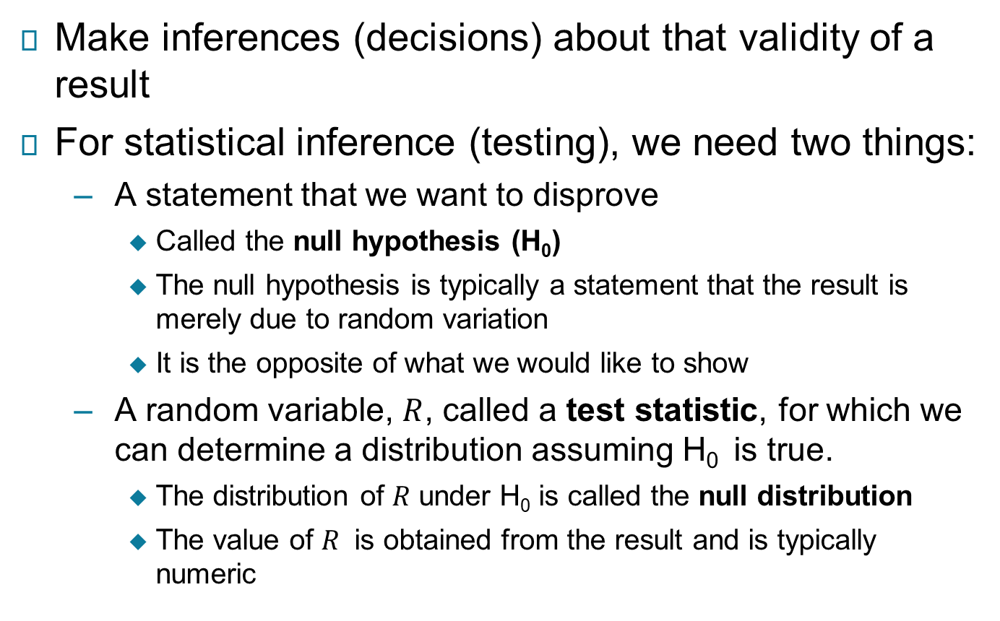 Make inferences (decisions) about that validity of a
result
For statistical inference (testing), we need two things:
– A statement that we want to disprove
◆ Called the null hypothesis (H₀)
◆ The null hypothesis is typically a statement that the result is
merely due to random variation
◆ It is the opposite of what we would like to show
– A random variable, R, called a test statistic, for which we
can determine a distribution assuming H₀ is true.
◆ The distribution of R under H₀ is called the null distribution
◆ The value of R is obtained from the result and is typically
numeric